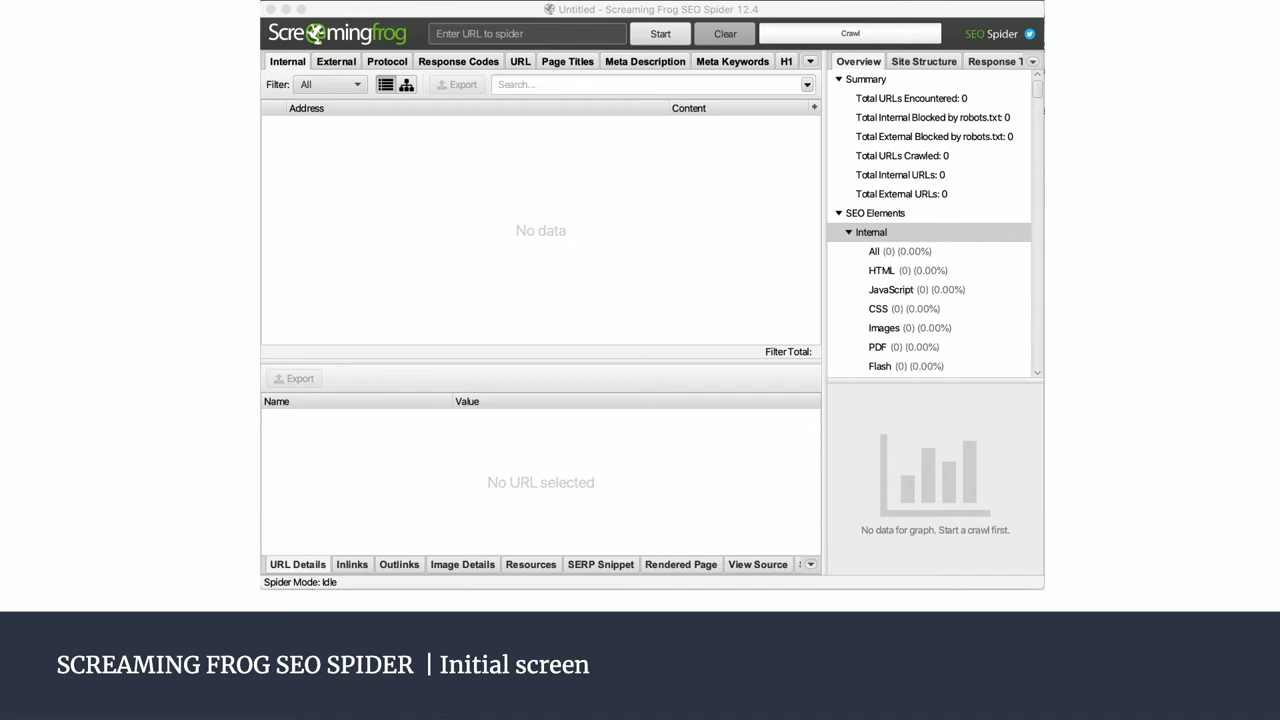 Untitled - Screaming Frog SEO Spider 12.4
Screamingfrog Enter URL to spider Start Clear Crawl SEO Spider
Internal External Protocol Response Codes URL Page Titles Meta Description Meta Keywords H1
Filter: All Export Search...
Address Content +
No data
Filter Total:
Export
Name Value
No URL selected
URL Details Inlinks Outlinks Image Details Resources SERP Snippet Rendered Page View Source
Spider Mode: Idle
Overview Site Structure Response T
Summary
Total URLs Encountered: 0
Total Internal Blocked by robots.txt: 0
Total External Blocked by robots.txt: 0
Total URLs Crawled: 0
Total Internal URLs: 0
Total External URLs: 0
SEO Elements
Internal
All (0) (0.00%)
HTML (0) (0.00%)
JavaScript (0) (0.00%)
CSS (0) (0.00%)
Images (0) (0.00%)
PDF (0) (0.00%)
Flash (0) (0.00%)
No data for graph. Start a crawl first.
SCREAMING FROG SEO SPIDER | Initial screen